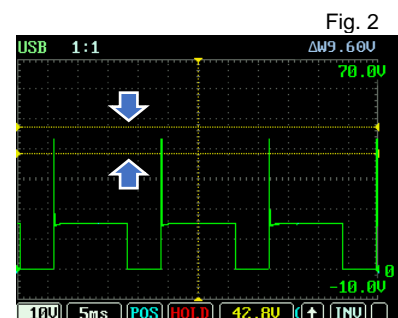 Fig. 2
USB 1:1 ΔW9.60V
70.0V
0
-10.0V
10V 5ms POS HOLD 42.8V INV